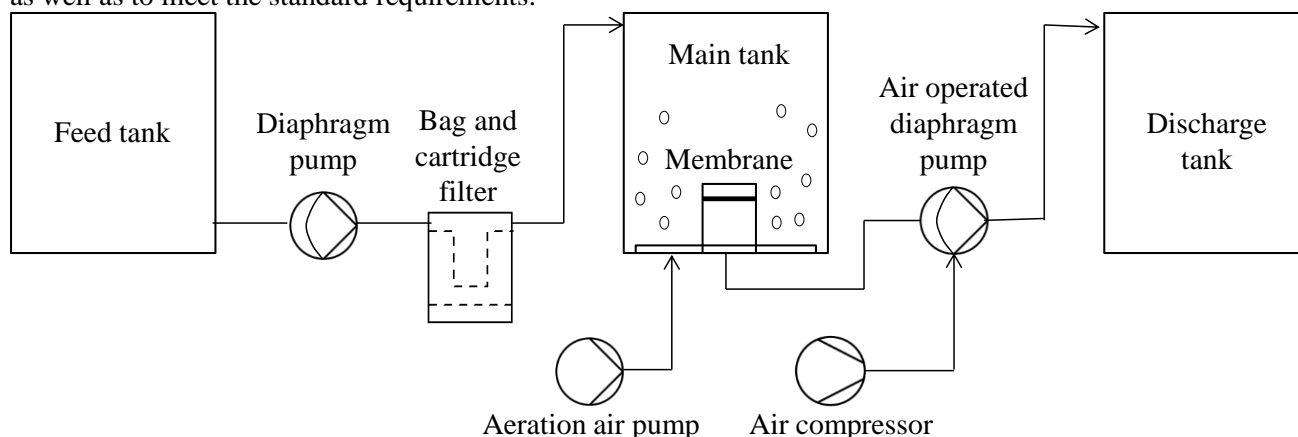 as well as to meet the standard requirements.
Feed tank
Diaphragm
pump
Bag and
cartridge
filter
Main tank
Membrane
Air operated
diaphragm
pump
Discharge
tank
Aeration air pump
Air compressor